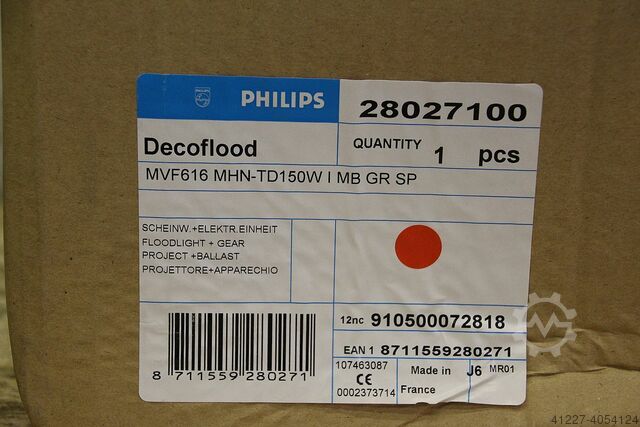 PHILIPS
28027100
Decoflood
QUANTITY 1 pcs
MVF616 MHN-TD150W I MB GR SP
SCHEINW.+ELEKTR.EINHEIT
FLOODLIGHT + GEAR
PROJECT +BALLAST
PROJETTORE+APPARECHIO
12nc 910500072818
EAN 1 8711559280271
8 711559 280271
107463087
CE
0002373714
Made in
France
J6 MR01
41227-4054124